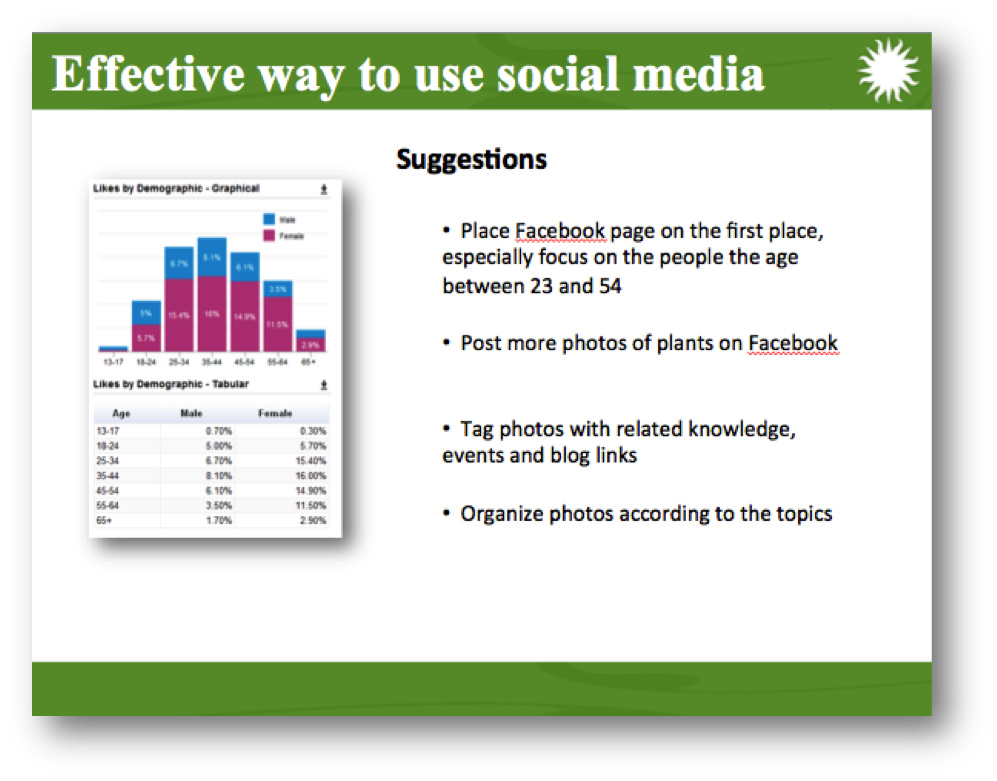 Effective way to use social media
Suggestions
Likes by Demographic - Graphical
Male
Female
6.7%
8.1%
6.1%
3.5%
5%
15.4%
16%
14.9%
11.5%
5.7%
2.9%
13-17 18-24 25-34 35-44 45-54 55-64 65+
Likes by Demographic - Tabular
Age Male Female
13-17 0.70% 0.30%
18-24 5.00% 5.70%
25-34 6.70% 15.40%
35-44 8.10% 16.00%
45-54 6.10% 14.90%
55-64 3.50% 11.50%
65+ 1.70% 2.90%
• Place Facebook page on the first place,
especially focus on the people the age
between 23 and 54
• Post more photos of plants on Facebook
• Tag photos with related knowledge,
events and blog links
• Organize photos according to the topics